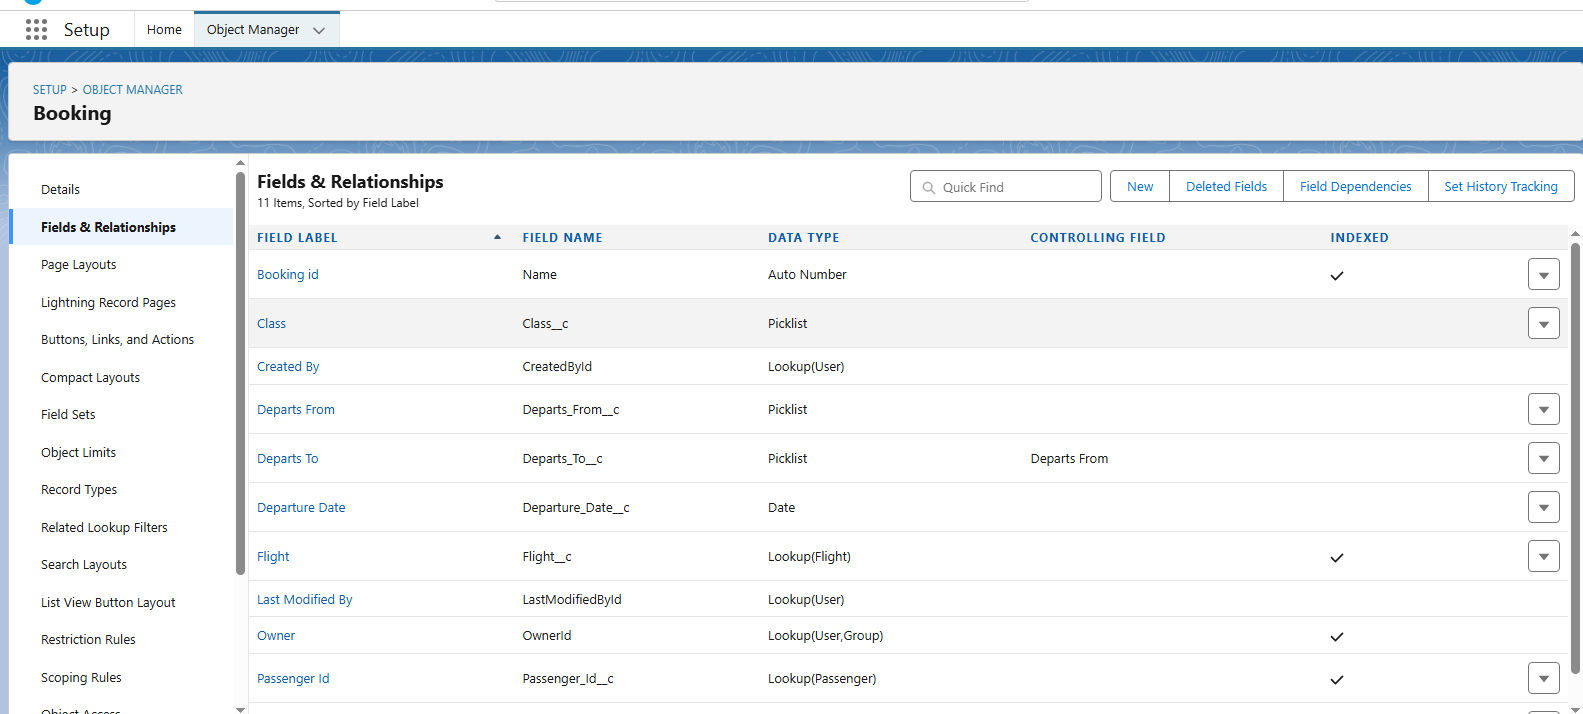 Setup
Home
Object Manager
SETUP > OBJECT MANAGER
Booking
Details
Fields & Relationships
Page Layouts
Lightning Record Pages
Buttons, Links, and Actions
Compact Layouts
Field Sets
Object Limits
Record Types
Related Lookup Filters
Search Layouts
List View Button Layout
Restriction Rules
Scoping Rules
Object Access
Fields & Relationships
11 Items, Sorted by Field Label
Quick Find
New
Deleted Fields
Field Dependencies
Set History Tracking
FIELD LABEL FIELD NAME DATA TYPE CONTROLLING FIELD INDEXED
Booking id Name Auto Number
Class Class__c Picklist
Created By CreatedById Lookup(User)
Departs From Departs_From__c Picklist
Departs To Departs_To__c Picklist Departs From
Departure Date Departure_Date__c Date
Flight Flight__c Lookup(Flight)
Last Modified By LastModifiedById Lookup(User)
Owner OwnerId Lookup(User,Group)
Passenger Id Passenger_Id__c Lookup(Passenger)